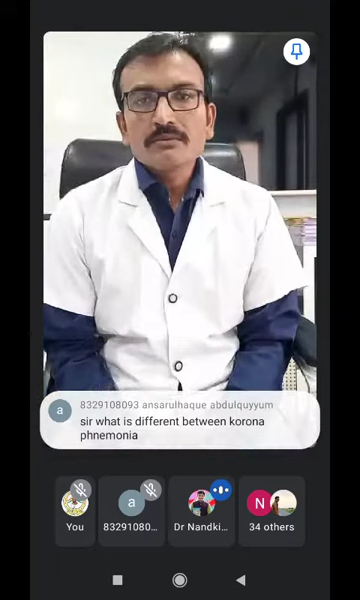 8329108093 ansarulhaque abdulquyyum
a
sir what is different between korona
phnemonia
a
N
You
83291080...
Dr Nandki...
34 others